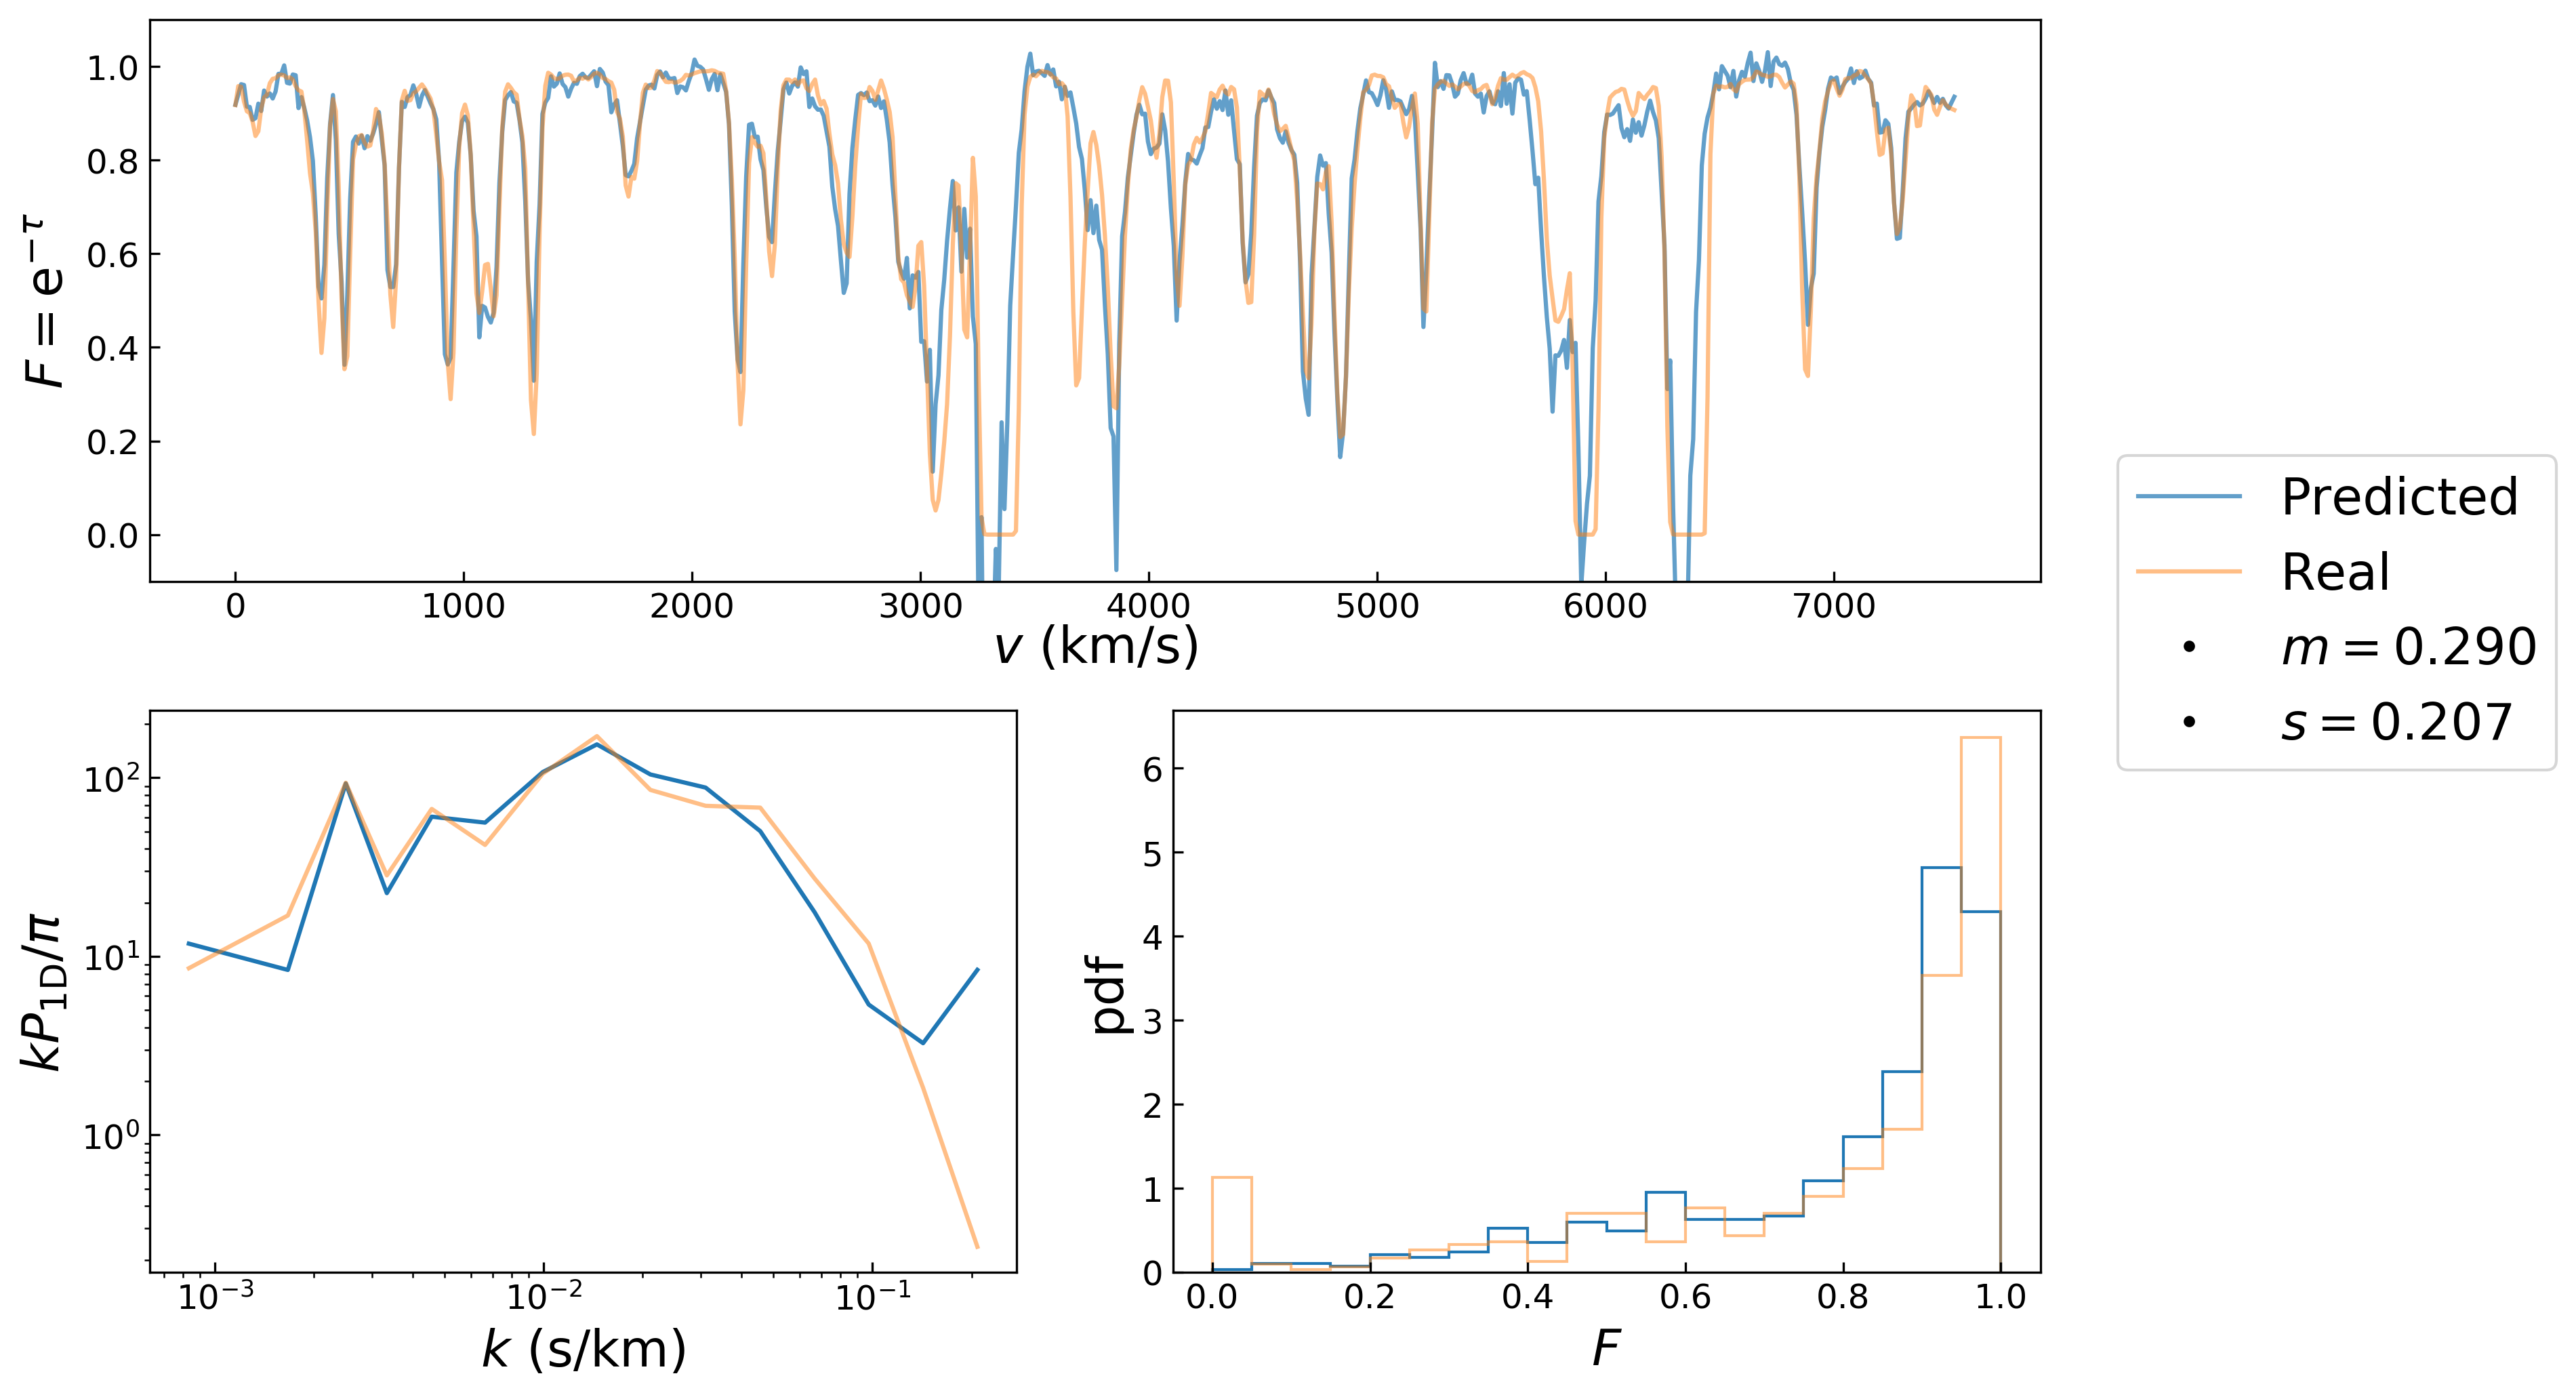 1.0
0.8
0.6
0.4
0.2
0.0
F = e^{-τ}
0 1000 2000 3000 4000 5000 6000 7000
v (km/s)
Predicted
Real
m = 0.290
s = 0.207
10^2
10^1
10^0
kP_{1D}/π
10^{-3} 10^{-2} 10^{-1}
k (s/km)
6
5
4
3
2
1
0
pdf
0.0 0.2 0.4 0.6 0.8 1.0
F